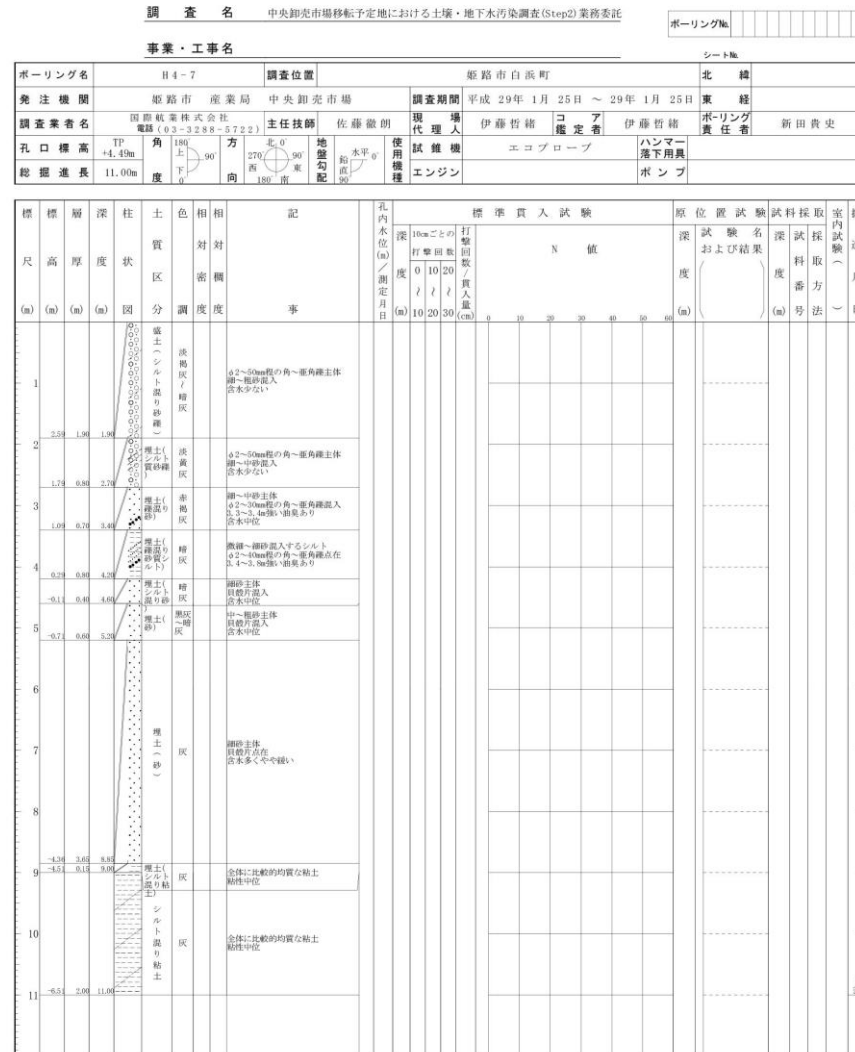 調査名 中央卸売市場移転予定地における土壌・地下水汚染調査(Step2)業務委託
ボーリングNo.
事業・工事名
シートNo.
ボーリング名 H4-7 調査位置 姫路市白浜町 北緯
発注機関 姫路市 産業局 中央卸売市場 調査期間 平成 29年 1月 25日 ~ 29年 1月 25日 東経
調査業者名 国際航業株式会社 電話(03-3288-5722) 主任技師 佐藤徹朗 現場代理人 伊藤哲緒 コア鑑定者 伊藤哲緒 ボーリング責任者 新田貴史
孔口標高 TP +4.49m 角度 180° 上 下 0° 90° 方向 北 0° 270° 西 90° 東 180° 南 地盤勾配 水平 0° 鉛直 90° 使用機種 試錐機 エコプローブ ハンマー落下用具
総掘進長 11.00m エンジン ポンプ
標尺(m) 標高(m) 層厚(m) 深度(m) 柱状図 土質区分 色調 相対密度 相対稠度 記事 孔内水位(m)/測定月日 標準貫入試験 原位置試験 試料採取 室内試験()
深度(m) 10cmごとの打撃回数 0~10 10~20 20~30 打撃回数/貫入量(cm) N値 深度(m) 試験名および結果() 深度(m) 試料番号 採取方法
0 10 20 30 40 50 60
盛土(シルト混り砂礫) 淡褐灰~暗灰 φ2~50mm程の角~亜角礫主体
細~粗砂混入
含水少ない
1
2.59 1.90 1.90
2
埋土(シルト質砂礫) 淡黄灰 φ2~50mm程の角~亜角礫主体
細~中砂混入
含水少ない
1.79 0.80 2.70
3
埋土(礫混り砂) 赤褐灰 細~中砂主体
φ2~30mm程の角~亜角礫混入
3.3~3.4m強い油臭あり
含水中位
1.09 0.70 3.40
埋土(礫混り砂質シルト) 暗灰 微細~細砂混入するシルト
φ2~40mm程の角~亜角礫点在
3.4~3.8m強い油臭あり
4
0.29 0.80 4.20
埋土(シルト混り砂) 暗灰 細砂主体
貝殻片混入
含水中位
-0.11 0.40 4.60
埋土(砂) 黒灰~暗灰 中~粗砂主体
貝殻片混入
含水中位
5
-0.71 0.60 5.20
6
7
埋土(砂) 灰 細砂主体
貝殻片点在
含水多くやや緩い
8
-4.36 3.65 8.85
9
-4.51 0.15 9.00
埋土(シルト混り粘土) 灰 全体に比較的均質な粘土
粘性中位
10
シルト混り粘土 灰 全体に比較的均質な粘土
粘性中位
11
-6.51 2.00 11.00